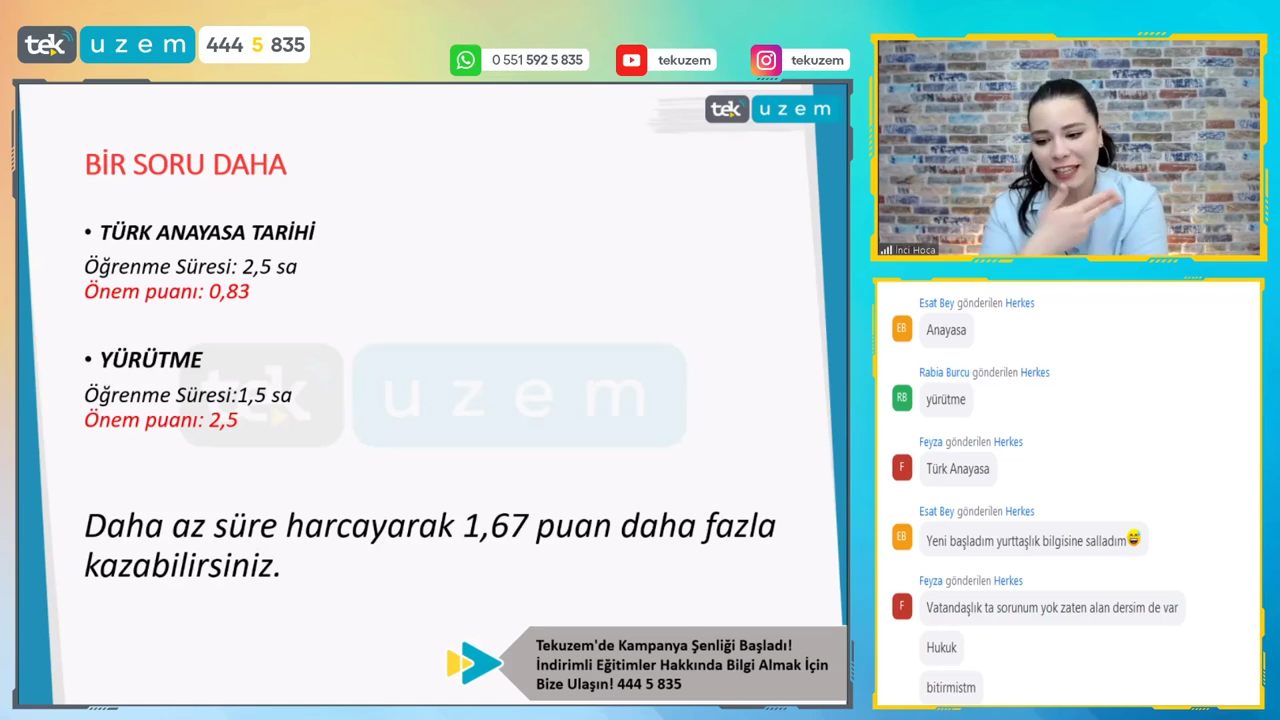 tek uzem 444 5 835
0 551 592 5 835
tekuzem
tekuzem
tek uzem
BİR SORU DAHA
• TÜRK ANAYASA TARİHİ
Öğrenme Süresi: 2,5 sa
Önem puanı: 0,83
• YÜRÜTME
Öğrenme Süresi:1,5 sa
Önem puanı: 2,5
tek uzem
Daha az süre harcayarak 1,67 puan daha fazla
kazabilirsiniz.
Tekuzem'de Kampanya Şenliği Başladı!
İndirimli Eğitimler Hakkında Bilgi Almak İçin
Bize Ulaşın! 444 5 835
İnci Hoca
Esat Bey gönderilen Herkes
EB
Anayasa
Rabia Burcu gönderilen Herkes
RB
yürütme
Feyza gönderilen Herkes
F
Türk Anayasa
Esat Bey gönderilen Herkes
EB
Yeni başladım yurttaşlık bilgisine salladım😅
Feyza gönderilen Herkes
F
Vatandaşlık ta sorunum yok zaten alan dersim de var
Hukuk
bitirmistm